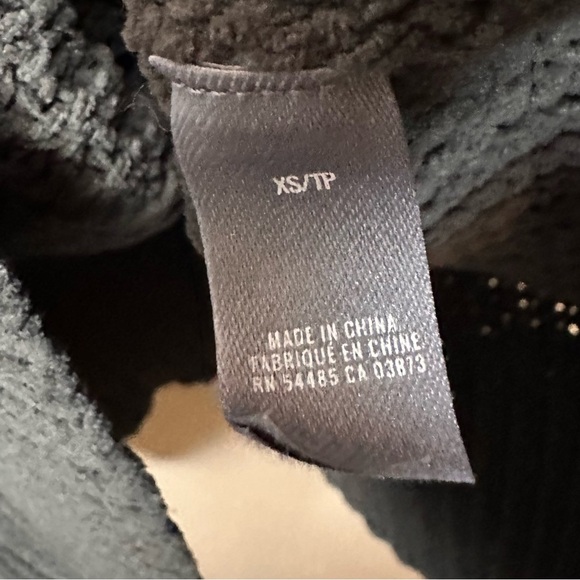 XS/TP
MADE IN CHINA
FABRIQUÉ EN CHINE
RN 54485 CA 03873